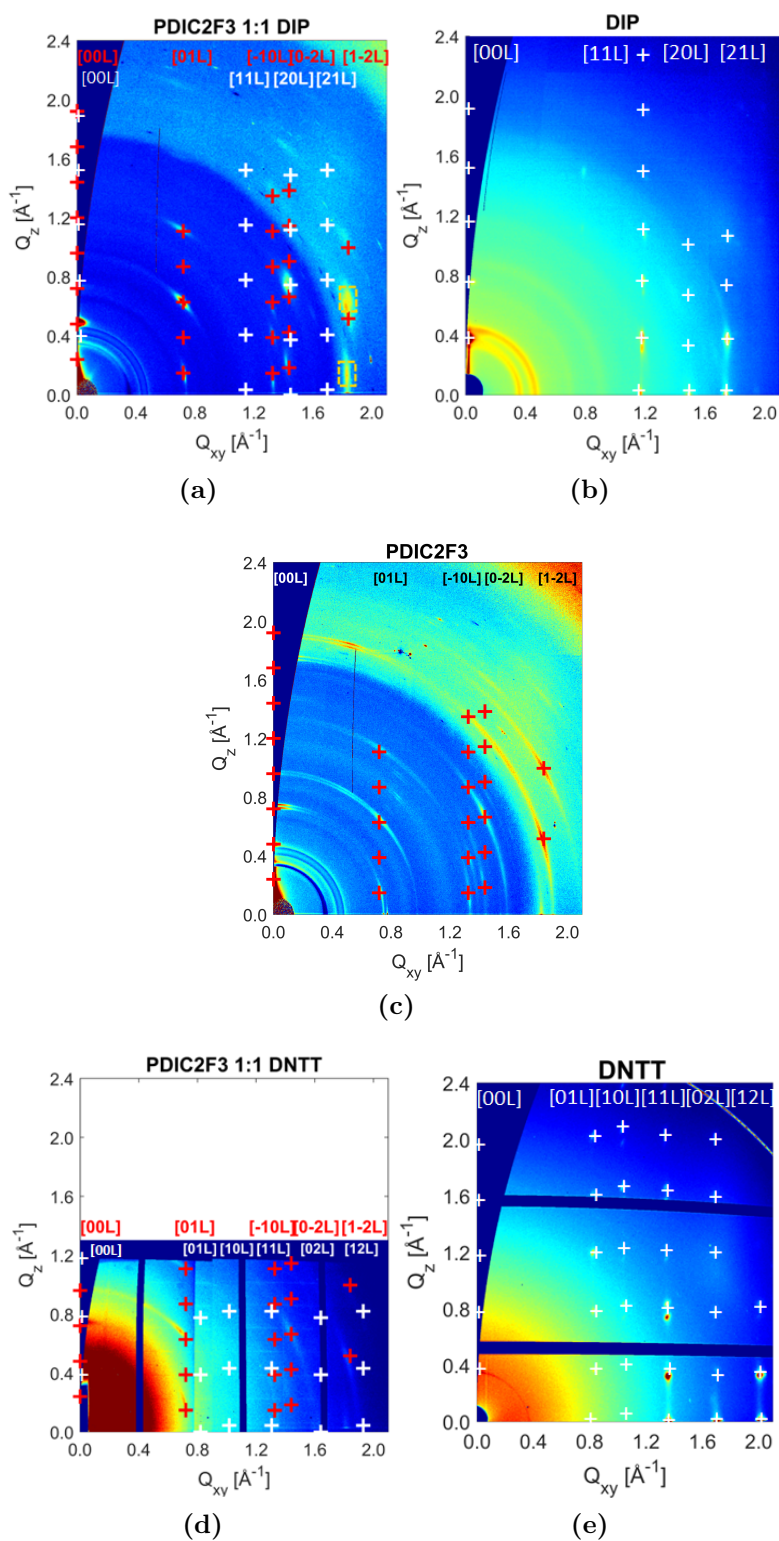 PDIC2F3 1:1 DIP
[00L] [01L] [-10L] [0-2L] [1-2L]
[00L] [11L] [20L] [21L]
2.4
2.0
1.6
1.2
0.8
0.4
0.0
Q_z [Å⁻¹]
0.0 0.4 0.8 1.2 1.6 2.0
Q_xy [Å⁻¹]
(a)
DIP
[00L] [11L] [20L] [21L]
2.4
2.0
1.6
1.2
0.8
0.4
0.0
Q_z [Å⁻¹]
0.0 0.4 0.8 1.2 1.6 2.0
Q_xy [Å⁻¹]
(b)
PDIC2F3
[00L] [01L] [-10L] [0-2L] [1-2L]
2.4
2.0
1.6
1.2
0.8
0.4
0.0
Q_z [Å⁻¹]
0.0 0.4 0.8 1.2 1.6 2.0
Q_xy [Å⁻¹]
(c)
PDIC2F3 1:1 DNTT
2.4
2.0
1.6
[00L] [01L] [-10L] [0-2L] [1-2L]
[00L] [01L] [10L] [11L] [02L] [12L]
1.2
0.8
0.4
0.0
Q_z [Å⁻¹]
0.0 0.4 0.8 1.2 1.6 2.0
Q_xy [Å⁻¹]
(d)
DNTT
[00L] [01L] [10L] [11L] [02L] [12L]
2.4
2.0
1.6
1.2
0.8
0.4
0.0
Q_z [Å⁻¹]
0.0 0.4 0.8 1.2 1.6 2.0
Q_xy [Å⁻¹]
(e)